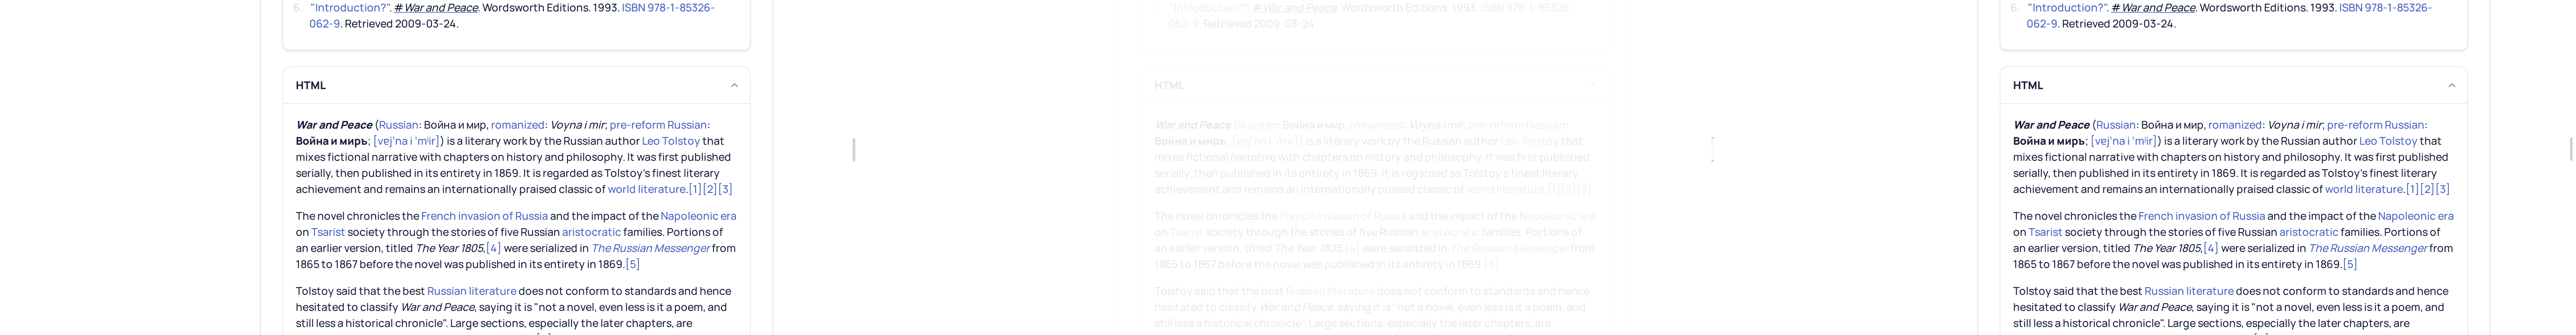 6. "Introduction?". # War and Peace. Wordsworth Editions. 1993. ISBN 978-1-85326-
062-9. Retrieved 2009-03-24.
HTML
War and Peace (Russian: Война и мир, romanized: Voyna i mir; pre-reform Russian:
Война и миръ; [vɐjˈna i ˈmʲir]) is a literary work by the Russian author Leo Tolstoy that
mixes fictional narrative with chapters on history and philosophy. It was first published
serially, then published in its entirety in 1869. It is regarded as Tolstoy's finest literary
achievement and remains an internationally praised classic of world literature.[1][2][3]
The novel chronicles the French invasion of Russia and the impact of the Napoleonic era
on Tsarist society through the stories of five Russian aristocratic families. Portions of
an earlier version, titled The Year 1805,[4] were serialized in The Russian Messenger from
1865 to 1867 before the novel was published in its entirety in 1869.[5]
Tolstoy said that the best Russian literature does not conform to standards and hence
hesitated to classify War and Peace, saying it is "not a novel, even less is it a poem, and
still less a historical chronicle". Large sections, especially the later chapters, are
6. "Introduction?". # War and Peace. Wordsworth Editions. 1993. ISBN 978-1-85326-
062-9. Retrieved 2009-03-24.
HTML
War and Peace (Russian: Война и мир, romanized: Voyna i mir; pre-reform Russian:
Война и миръ; [vɐjˈna i ˈmʲir]) is a literary work by the Russian author Leo Tolstoy that
mixes fictional narrative with chapters on history and philosophy. It was first published
serially, then published in its entirety in 1869. It is regarded as Tolstoy's finest literary
achievement and remains an internationally praised classic of world literature.[1][2][3]
The novel chronicles the French invasion of Russia and the impact of the Napoleonic era
on Tsarist society through the stories of five Russian aristocratic families. Portions of
an earlier version, titled The Year 1805,[4] were serialized in The Russian Messenger from
1865 to 1867 before the novel was published in its entirety in 1869.[5]
Tolstoy said that the best Russian literature does not conform to standards and hence
hesitated to classify War and Peace, saying it is "not a novel, even less is it a poem, and
still less a historical chronicle". Large sections, especially the later chapters, are
6. "Introduction?". # War and Peace. Wordsworth Editions. 1993. ISBN 978-1-85326-
062-9. Retrieved 2009-03-24.
HTML
War and Peace (Russian: Война и мир, romanized: Voyna i mir; pre-reform Russian:
Война и миръ; [vɐjˈna i ˈmʲir]) is a literary work by the Russian author Leo Tolstoy that
mixes fictional narrative with chapters on history and philosophy. It was first published
serially, then published in its entirety in 1869. It is regarded as Tolstoy's finest literary
achievement and remains an internationally praised classic of world literature.[1][2][3]
The novel chronicles the French invasion of Russia and the impact of the Napoleonic era
on Tsarist society through the stories of five Russian aristocratic families. Portions of
an earlier version, titled The Year 1805,[4] were serialized in The Russian Messenger from
1865 to 1867 before the novel was published in its entirety in 1869.[5]
Tolstoy said that the best Russian literature does not conform to standards and hence
hesitated to classify War and Peace, saying it is "not a novel, even less is it a poem, and
still less a historical chronicle". Large sections, especially the later chapters, are